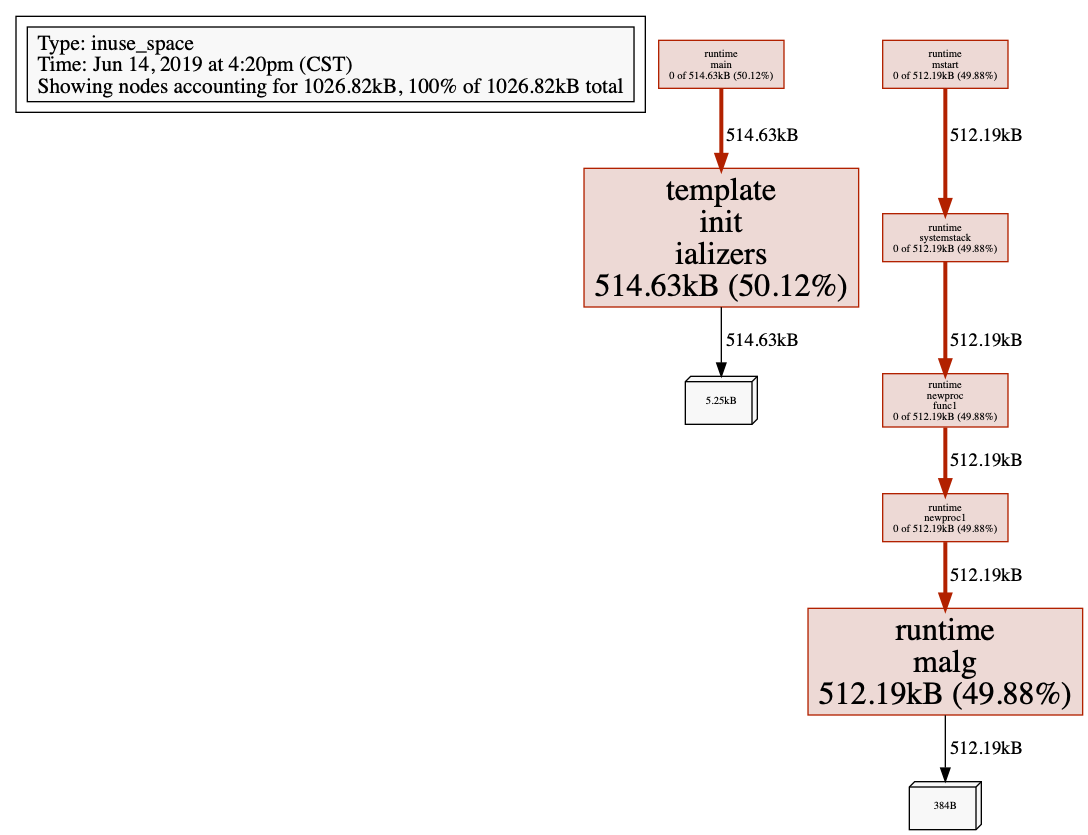 Type: inuse_space
Time: Jun 14, 2019 at 4:20pm (CST)
Showing nodes accounting for 1026.82kB, 100% of 1026.82kB total
runtime
main
0 of 514.63kB (50.12%)
514.63kB
template
init
ializers
514.63kB (50.12%)
514.63kB
5.25kB
runtime
mstart
0 of 512.19kB (49.88%)
512.19kB
runtime
systemstack
0 of 512.19kB (49.88%)
512.19kB
runtime
newproc
func1
0 of 512.19kB (49.88%)
512.19kB
runtime
newproc1
0 of 512.19kB (49.88%)
512.19kB
runtime
malg
512.19kB (49.88%)
512.19kB
384B